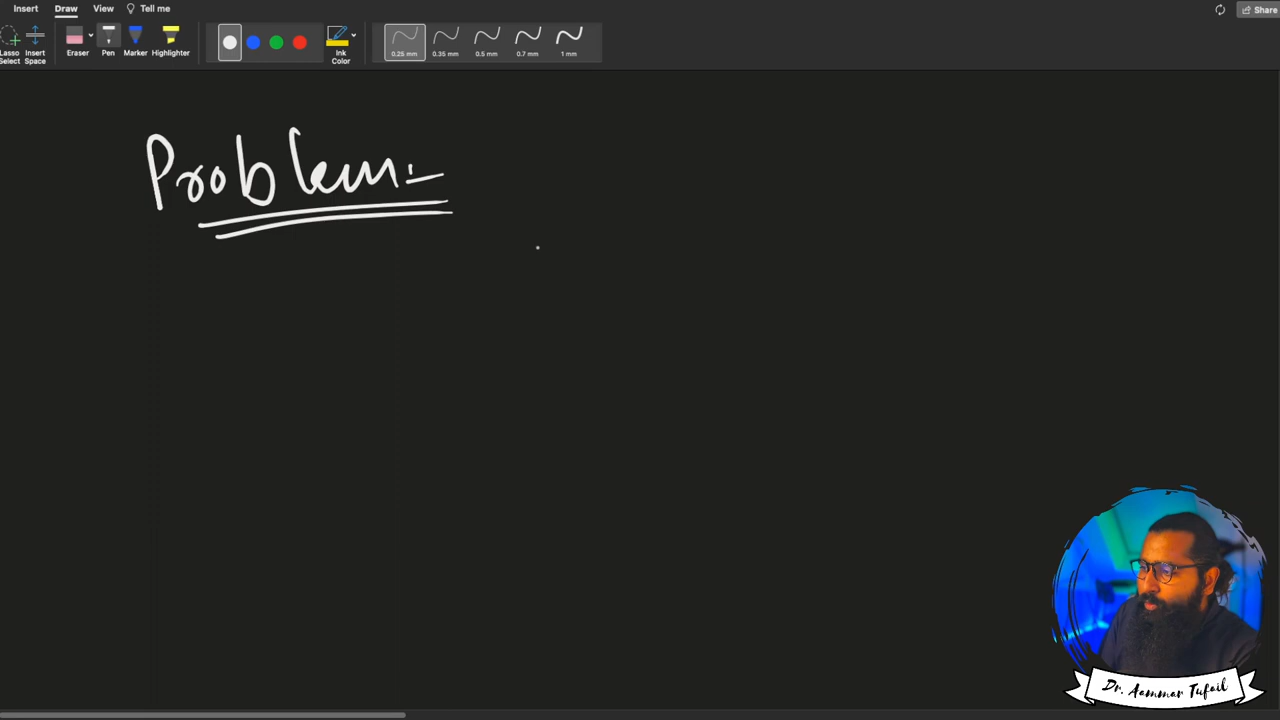 Insert Draw View Tell me Share
Lasso Select Insert Space Eraser Pen Marker Highlighter Ink Color 0.25 mm 0.35 mm 0.5 mm 0.7 mm 1 mm
Problem:-
Dr. Aammar Tufail